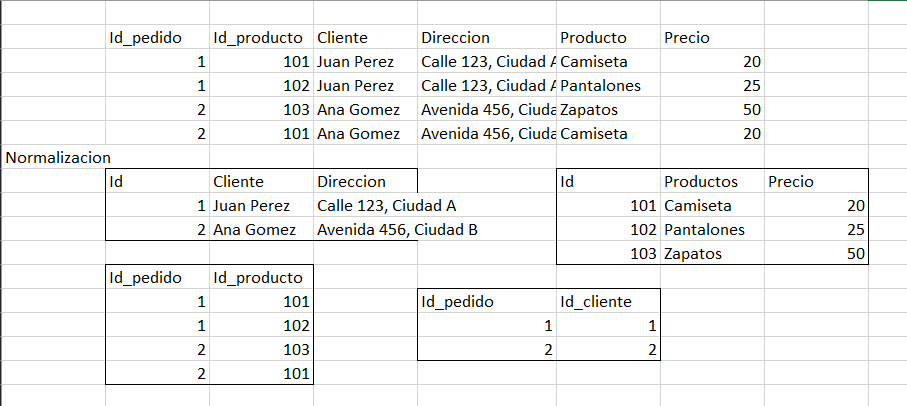 Id_pedido Id_producto Cliente Direccion Producto Precio
1 101 Juan Perez Calle 123, Ciudad A Camiseta 20
1 102 Juan Perez Calle 123, Ciudad A Pantalones 25
2 103 Ana Gomez Avenida 456, Ciuda Zapatos 50
2 101 Ana Gomez Avenida 456, Ciuda Camiseta 20
Normalizacion
Id Cliente Direccion Id Productos Precio
1 Juan Perez Calle 123, Ciudad A 101 Camiseta 20
2 Ana Gomez Avenida 456, Ciudad B 102 Pantalones 25
103 Zapatos 50
Id_pedido Id_producto
1 101 Id_pedido Id_cliente
1 102 1 1
2 103 2 2
2 101